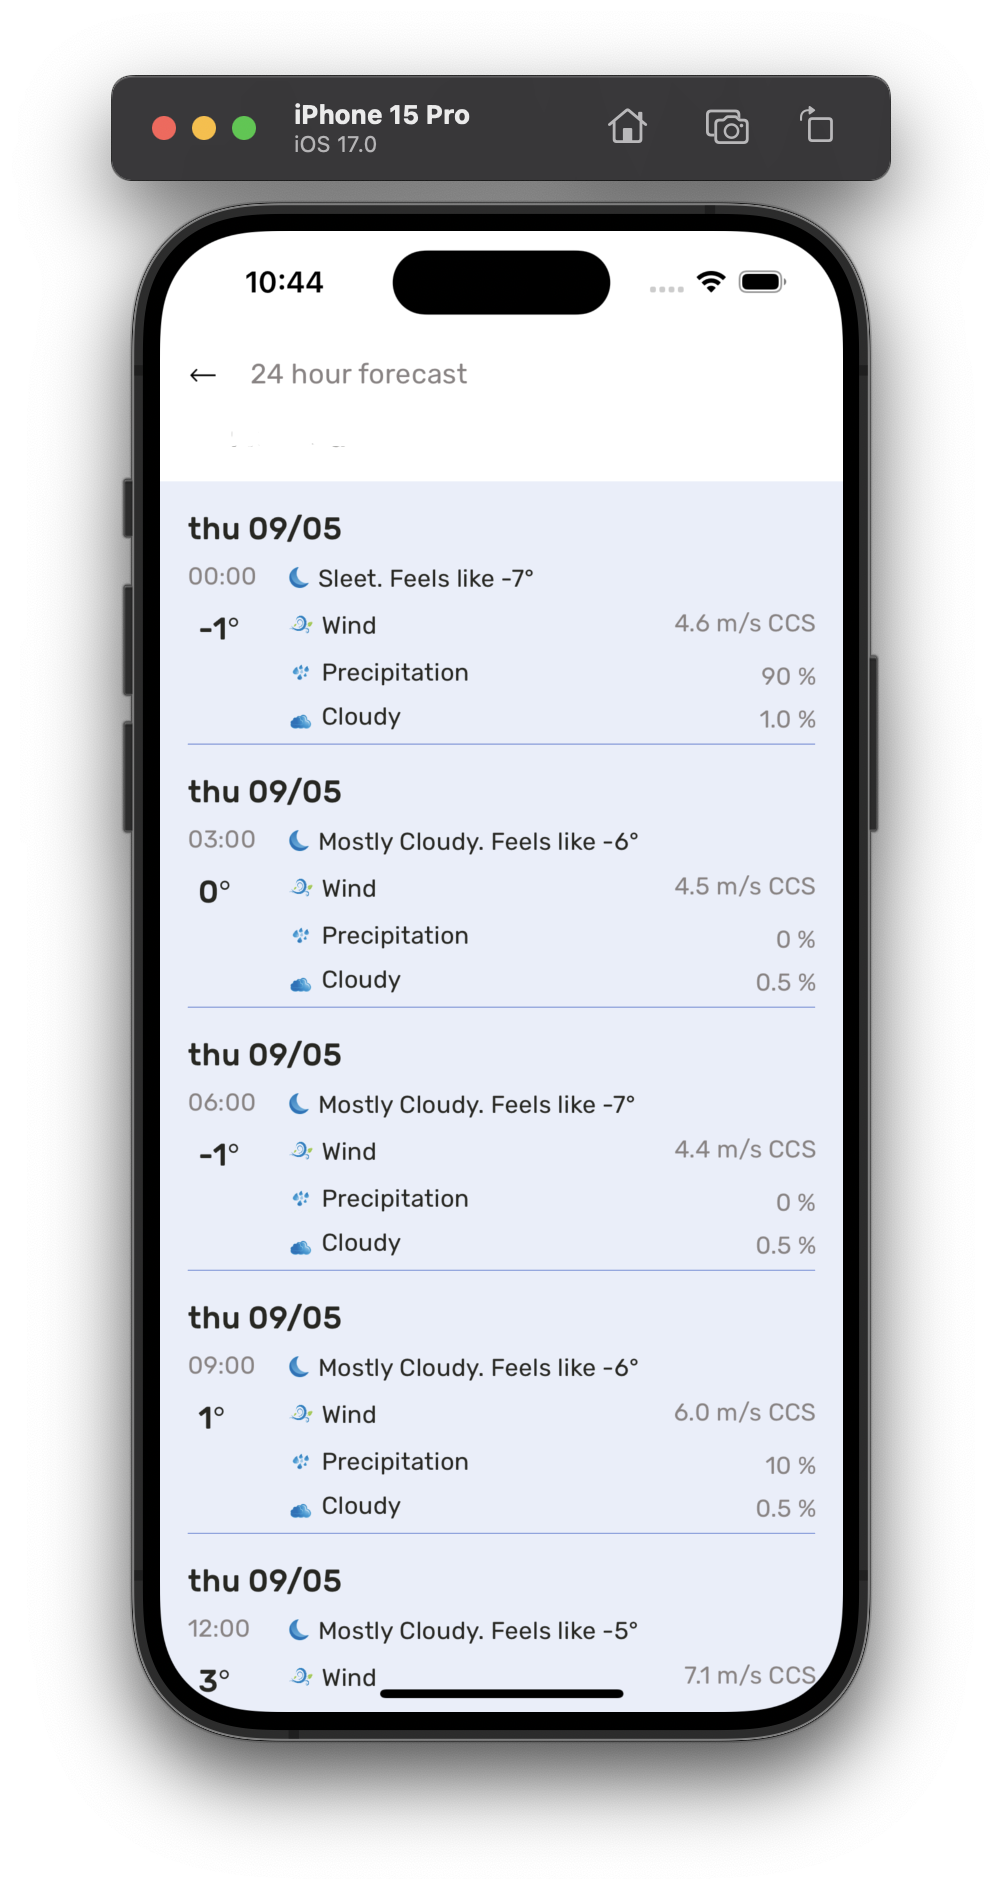 iPhone 15 Pro
iOS 17.0
10:44
← 24 hour forecast
thu 09/05
00:00 Sleet. Feels like -7°
-1° Wind 4.6 m/s CCS
Precipitation 90 %
Cloudy 1.0 %
thu 09/05
03:00 Mostly Cloudy. Feels like -6°
0° Wind 4.5 m/s CCS
Precipitation 0 %
Cloudy 0.5 %
thu 09/05
06:00 Mostly Cloudy. Feels like -7°
-1° Wind 4.4 m/s CCS
Precipitation 0 %
Cloudy 0.5 %
thu 09/05
09:00 Mostly Cloudy. Feels like -6°
1° Wind 6.0 m/s CCS
Precipitation 10 %
Cloudy 0.5 %
thu 09/05
12:00 Mostly Cloudy. Feels like -5°
3° Wind 7.1 m/s CCS